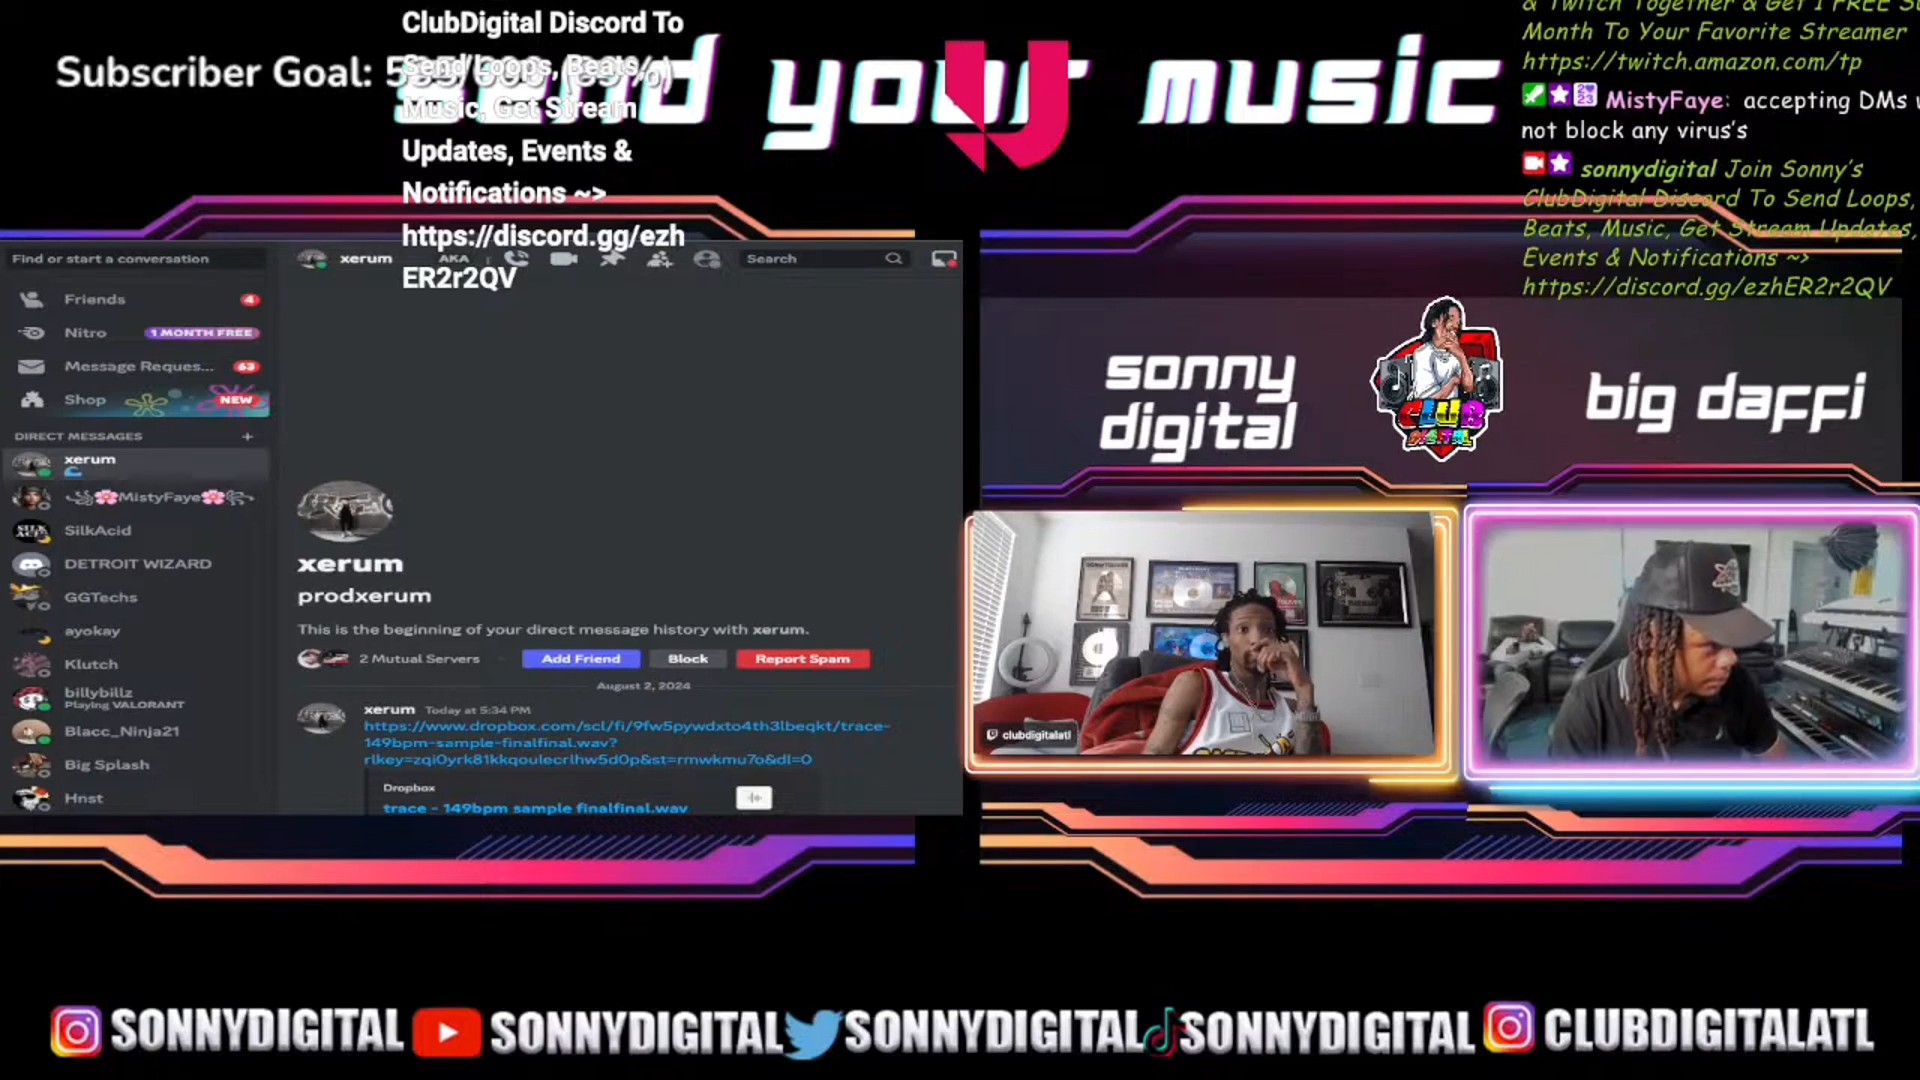 ClubDigital Discord To
Send Loops, Beats,
Music, Get Stream
Updates, Events &
Notifications ~>
https://discord.gg/ezh
ER2r2QV
Subscriber Goal:
send your music
& Twitch Together & Get 1 FREE
Month To Your Favorite Streamer
https://twitch.amazon.com/tp
MistyFaye: accepting DMs
not block any virus's
sonnydigital Join Sonny's
ClubDigital Discord To Send Loops,
Beats, Music, Get Stream Updates,
Events & Notifications ~>
https://discord.gg/ezhER2r2QV
Find or start a conversation
xerum
AKA
Search
Friends
4
Nitro
1 MONTH FREE
Message Reques...
63
Shop
NEW
DIRECT MESSAGES
+
xerum
MistyFaye
SilkAcid
DETROIT WIZARD
GGTechs
ayokay
Klutch
billybillz
Playing VALORANT
Blacc_Ninja21
Big Splash
Hnst
xerum
prodxerum
This is the beginning of your direct message history with xerum.
2 Mutual Servers
Add Friend
Block
Report Spam
August 2, 2024
xerum Today at 5:34 PM
https://www.dropbox.com/scl/fi/9fw5pywdxto4th3lbeqkt/trace-
149bpm-sample-finalfinal.wav?
rlkey=zqi0yrk81kkqoulecrlhw5d0p&st=rmwkmu7o&dl=0
Dropbox
trace - 149bpm sample finalfinal.wav
sonny
digital
CLUB
DIGITAL
big daffi
clubdigitalatl
SONNYDIGITAL
SONNYDIGITAL
SONNYDIGITAL
SONNYDIGITAL
CLUBDIGITALATL